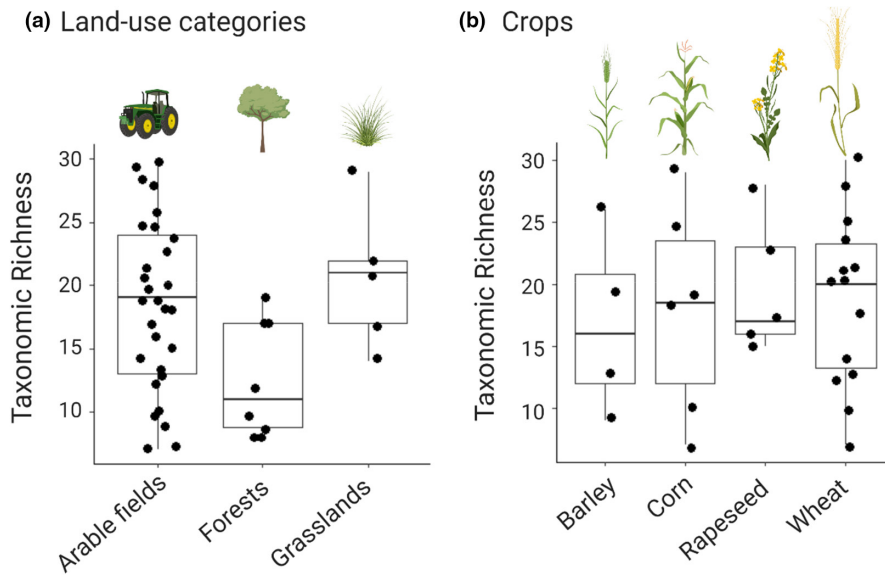 (a) Land-use categories
Taxonomic Richness
30
25
20
15
10
Arable fields
Forests
Grasslands
(b) Crops
Taxonomic Richness
30
25
20
15
10
Barley
Corn
Rapeseed
Wheat